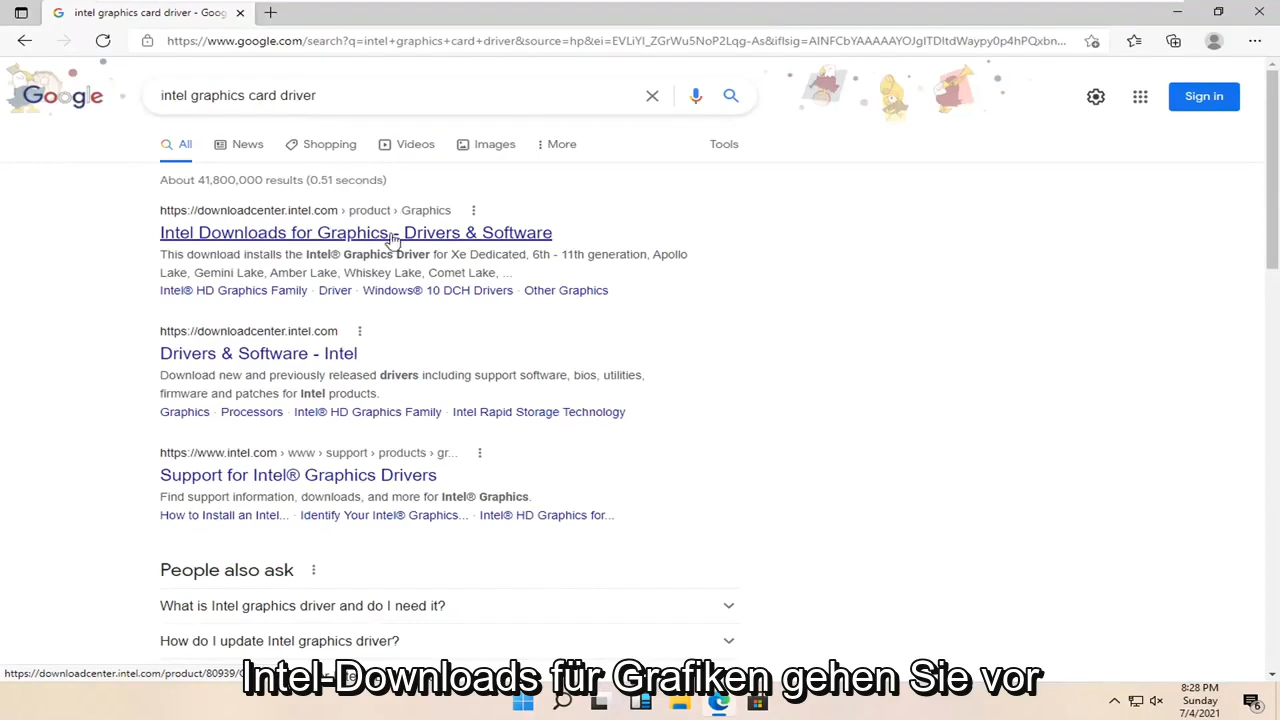 intel graphics card driver - Goog
https://www.google.com/search?q=intel+graphics+card+driver&source=hp&ei=EVLiYI_ZGrWu5NoP2Lqg-As&iflsig=AINFCbYAAAAAYOJgITDltdWaypy0p4hPQxbn...
Google
intel graphics card driver
Sign in
All News Shopping Videos Images More Tools
About 41,800,000 results (0.51 seconds)
https://downloadcenter.intel.com › product › Graphics
Intel Downloads for Graphics - Drivers & Software
This download installs the Intel® Graphics Driver for Xe Dedicated, 6th - 11th generation, Apollo
Lake, Gemini Lake, Amber Lake, Whiskey Lake, Comet Lake, ...
Intel® HD Graphics Family · Driver · Windows® 10 DCH Drivers · Other Graphics
https://downloadcenter.intel.com
Drivers & Software - Intel
Download new and previously released drivers including support software, bios, utilities,
firmware and patches for Intel products.
Graphics · Processors · Intel® HD Graphics Family · Intel Rapid Storage Technology
https://www.intel.com › www › support › products › gr...
Support for Intel® Graphics Drivers
Find support information, downloads, and more for Intel® Graphics.
How to Install an Intel... · Identify Your Intel® Graphics... · Intel® HD Graphics for...
People also ask
What is Intel graphics driver and do I need it?
How do I update Intel graphics driver?
https://downloadcenter.intel.com/product/80939/
Intel-Downloads für Grafiken gehen Sie vor
8:28 PM
Sunday
7/4/2021
6